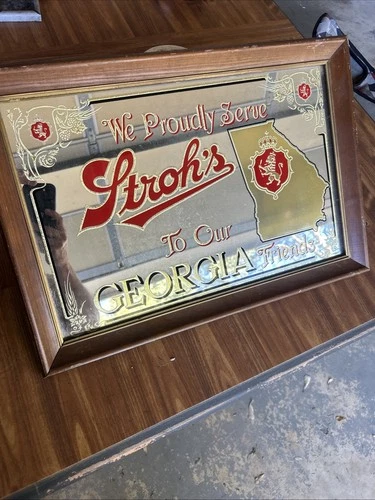 We Proudly Serve
Stroh's
To Our
GEORGIA Friends